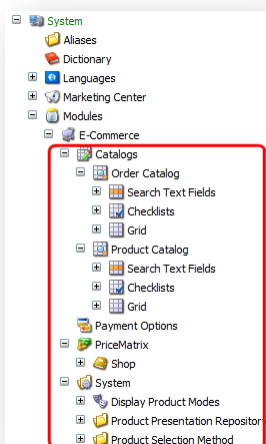 System
Aliases
Dictionary
Languages
Marketing Center
Modules
E-Commerce
Catalogs
Order Catalog
Search Text Fields
Checklists
Grid
Product Catalog
Search Text Fields
Checklists
Grid
Payment Options
PriceMatrix
Shop
System
Display Product Modes
Product Presentation Repositor
Product Selection Method